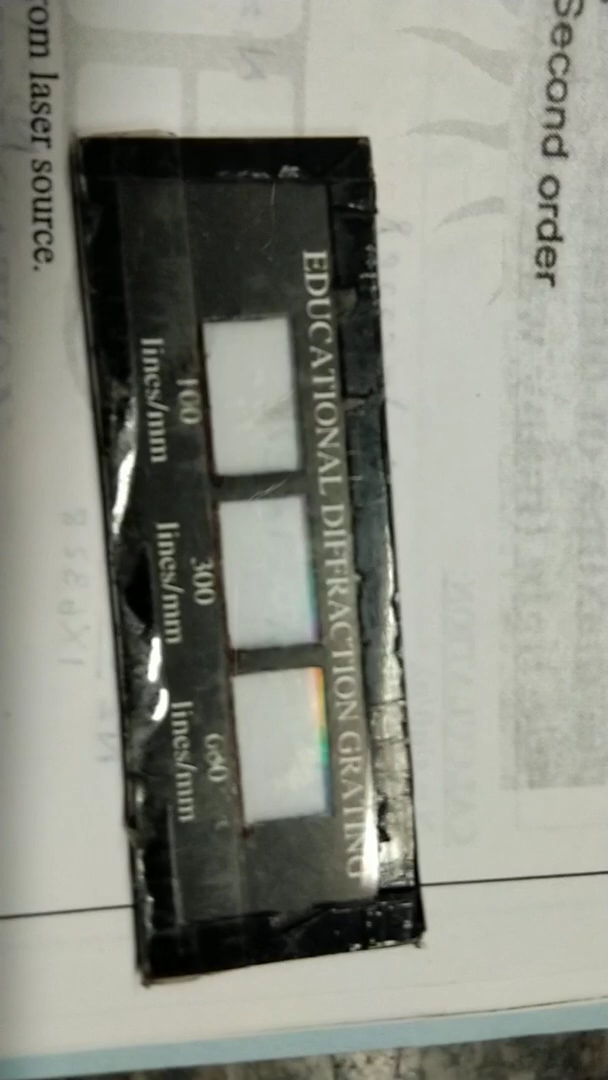 Second order
EDUCATIONAL DIFFRACTION GRATING
100
lines/mm
300
lines/mm
600
lines/mm
rom laser source.